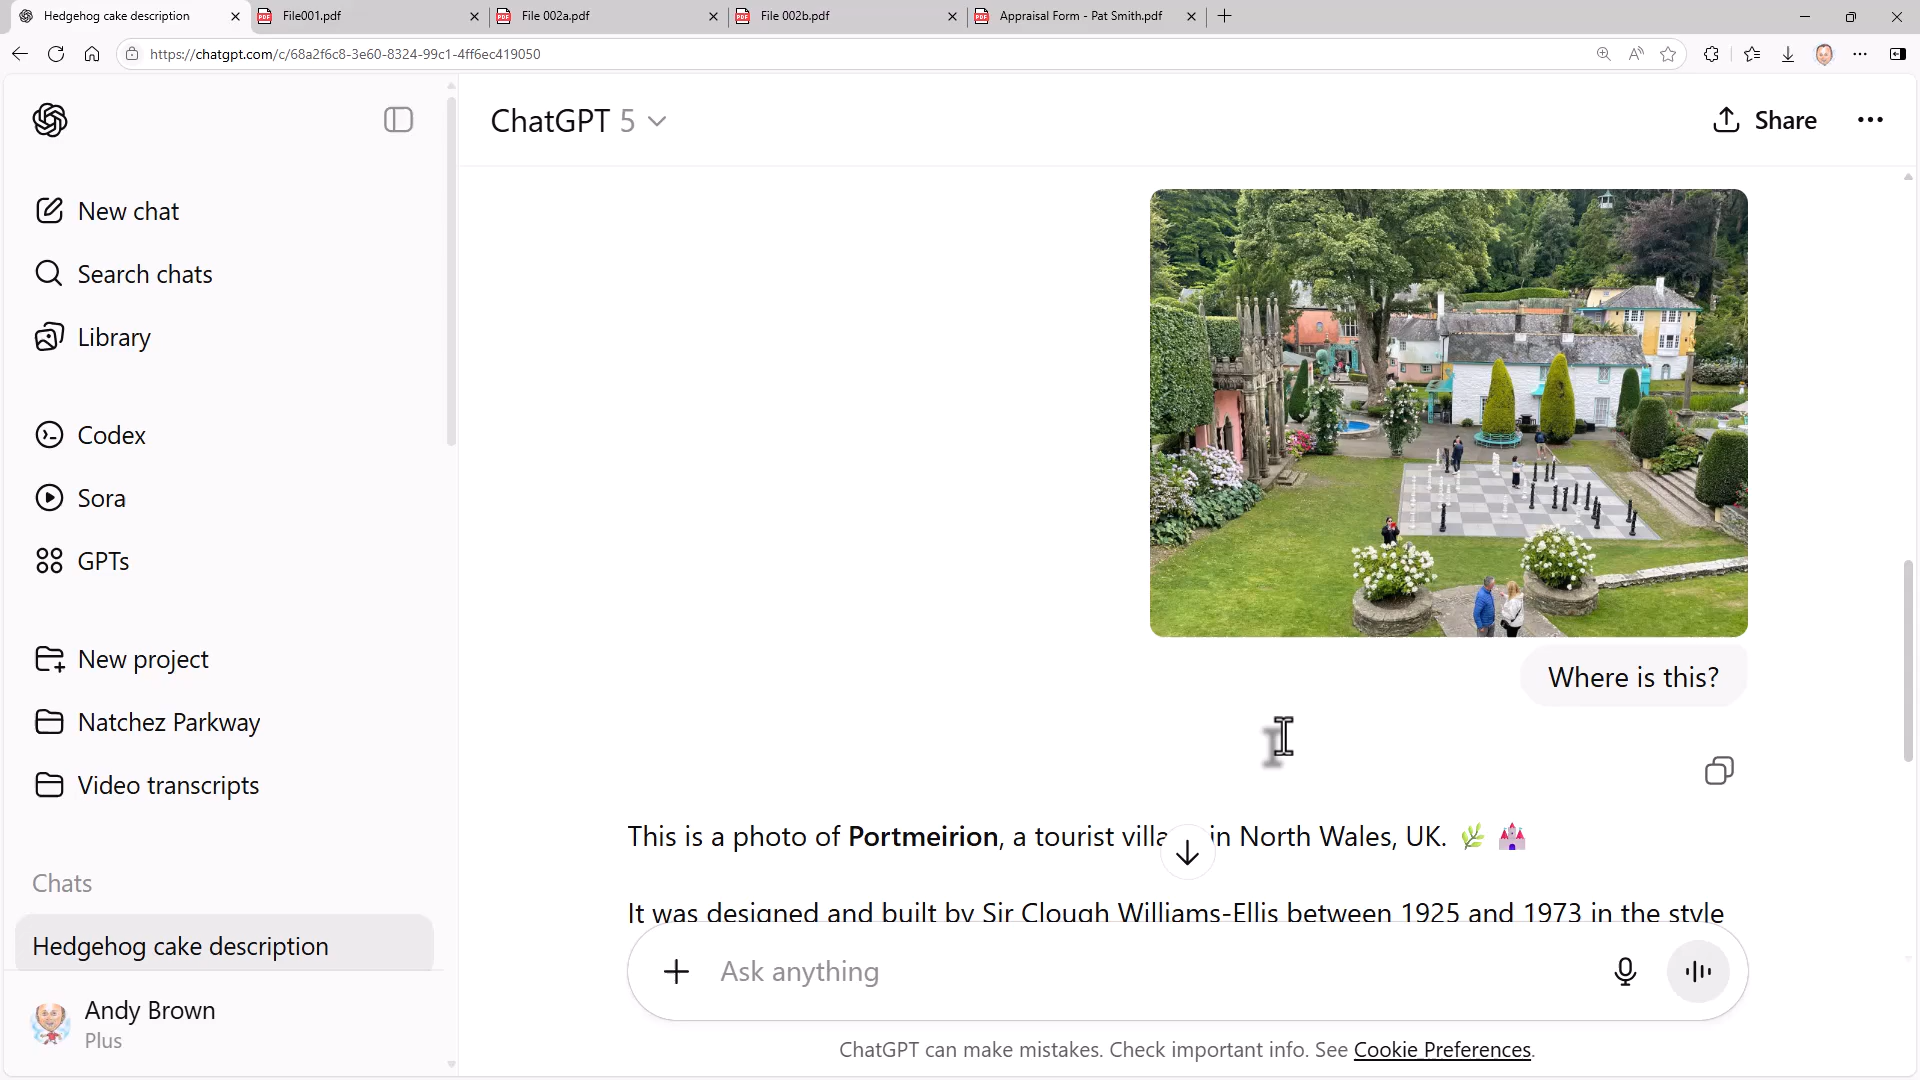 Hedgehog cake description
File001.pdf
File 002a.pdf
File 002b.pdf
Appraisal Form - Pat Smith.pdf
https://chatgpt.com/c/68a2f6c8-3e60-8324-99c1-4ff6ec419050
ChatGPT 5
Share
New chat
Search chats
Library
Codex
Sora
GPTs
New project
Natchez Parkway
Video transcripts
Chats
Hedgehog cake description
Andy Brown
Plus
Where is this?
This is a photo of Portmeirion, a tourist in North Wales, UK. 🌿 🏰
It was designed and built by Sir Clough Williams-Ellis between 1925 and 1973 in the style
Ask anything
ChatGPT can make mistakes. Check important info. See Cookie Preferences.